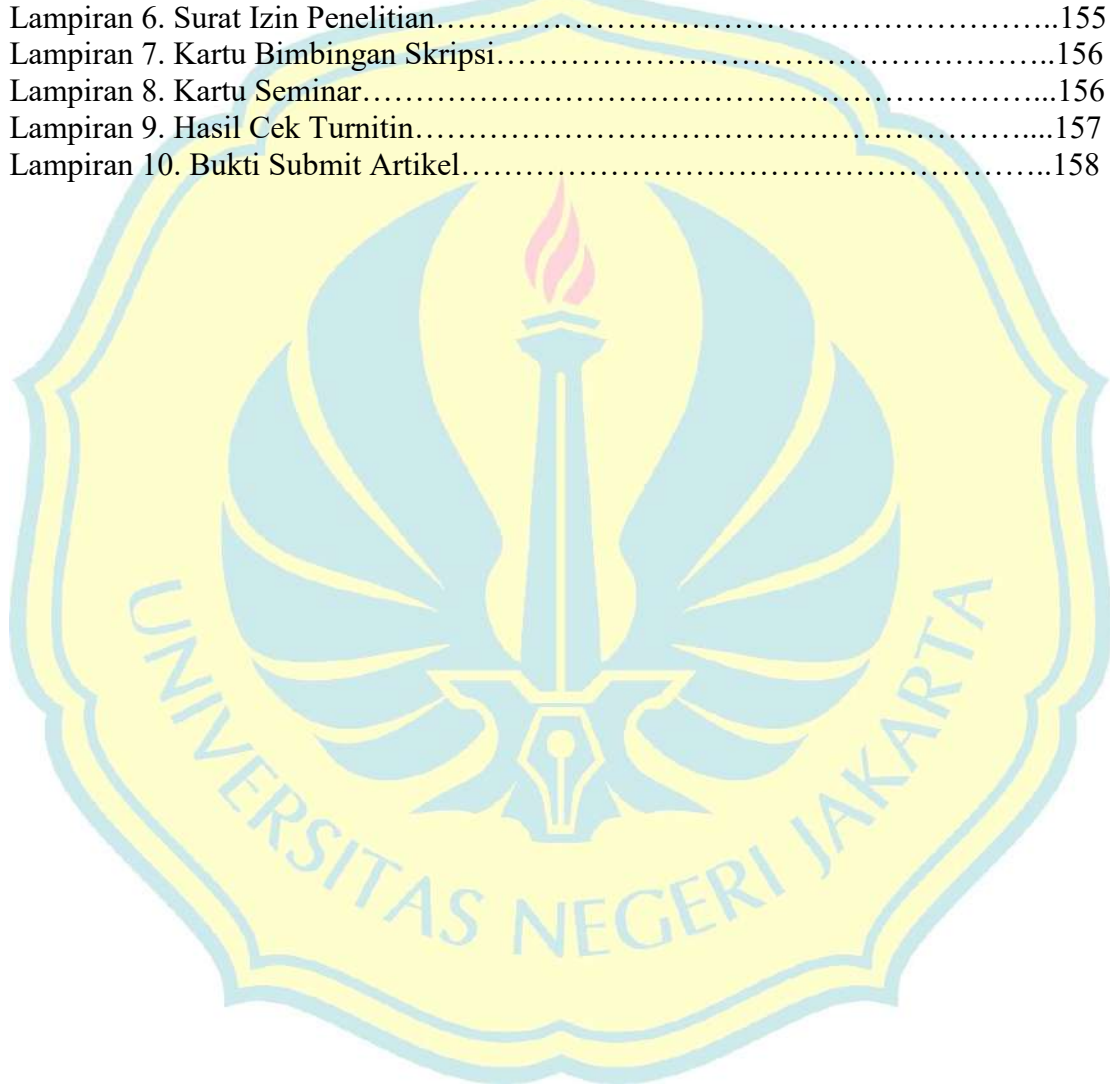 Lampiran 6. Surat Izin Penelitian……………………………………………………..155
Lampiran 7. Kartu Bimbingan Skripsi………………………………………………..156
Lampiran 8. Kartu Seminar…………………………………………………………...156
Lampiran 9. Hasil Cek Turnitin……………………………………………………....157
Lampiran 10. Bukti Submit Artikel…………………………………………………..158
UNIVERSITAS NEGERI JAKARTA